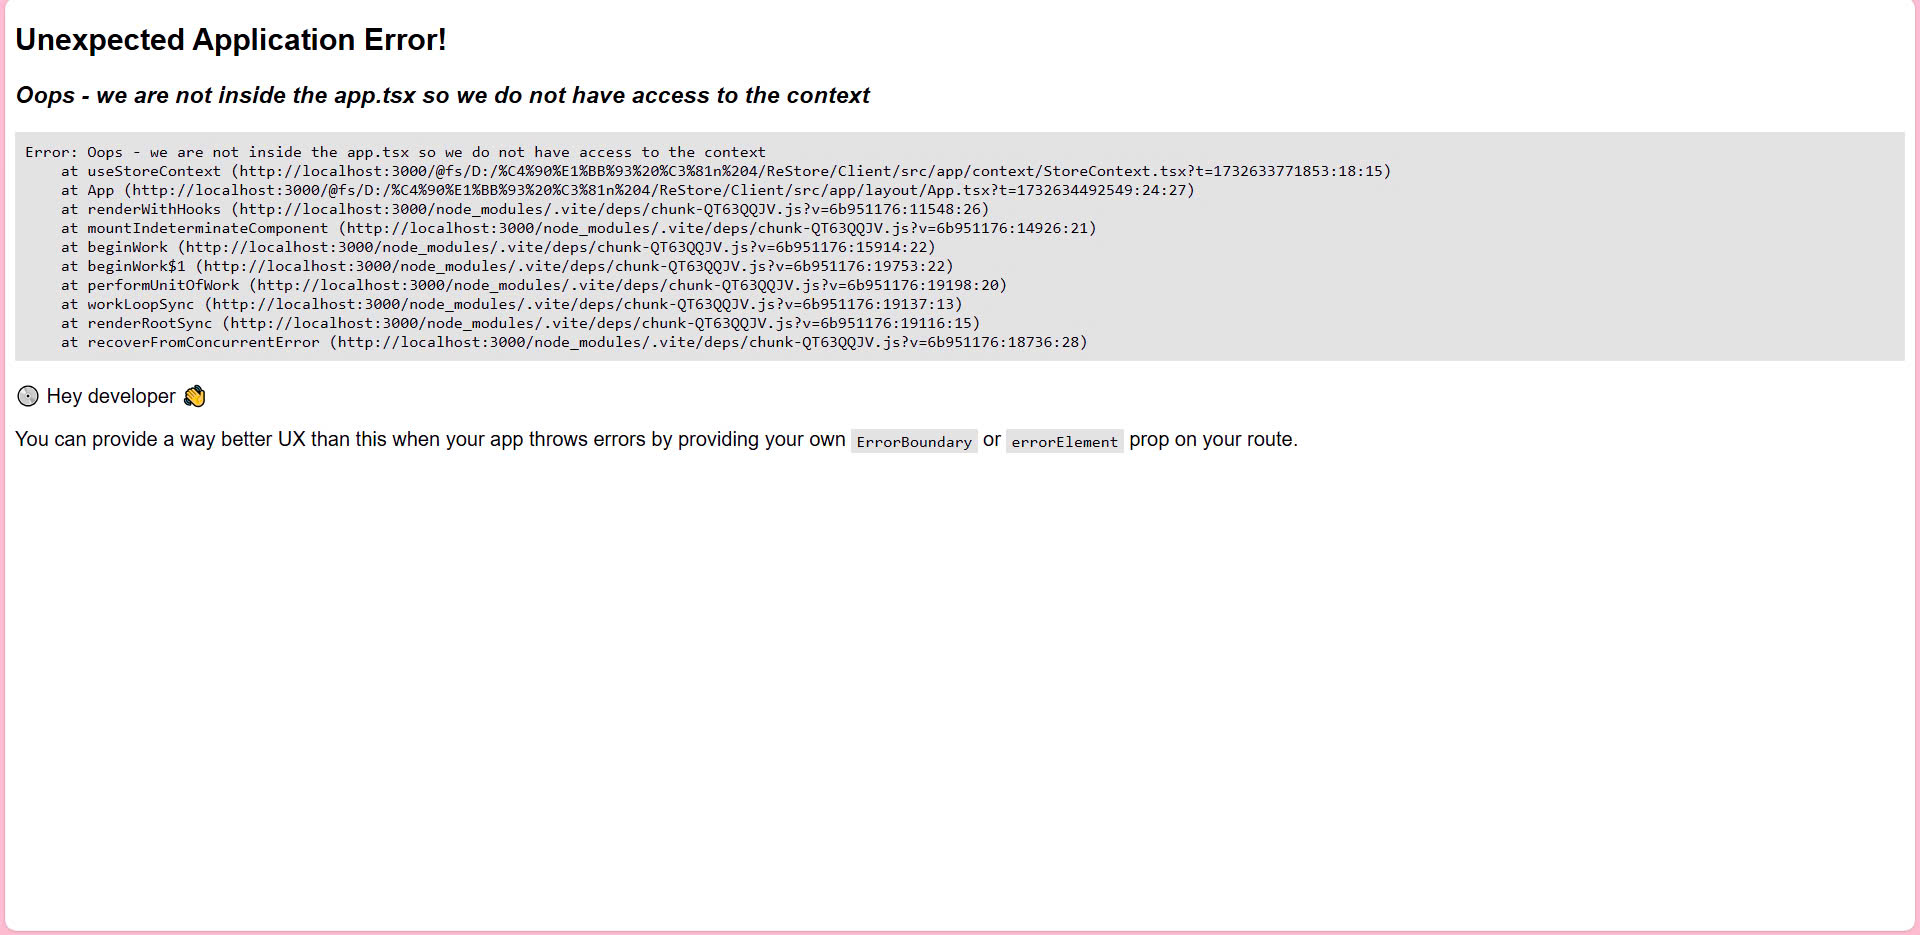 Unexpected Application Error!
Oops - we are not inside the app.tsx so we do not have access to the context
Error: Oops - we are not inside the app.tsx so we do not have access to the context
    at useStoreContext (http://localhost:3000/@fs/D:/%C4%90%E1%BB%93%20%C3%81n%204/ReStore/Client/src/app/context/StoreContext.tsx?t=1732633771853:18:15)
    at App (http://localhost:3000/@fs/D:/%C4%90%E1%BB%93%20%C3%81n%204/ReStore/Client/src/app/layout/App.tsx?t=1732634492549:24:27)
    at renderWithHooks (http://localhost:3000/node_modules/.vite/deps/chunk-QT63QQJV.js?v=6b951176:11548:26)
    at mountIndeterminateComponent (http://localhost:3000/node_modules/.vite/deps/chunk-QT63QQJV.js?v=6b951176:14926:21)
    at beginWork (http://localhost:3000/node_modules/.vite/deps/chunk-QT63QQJV.js?v=6b951176:15914:22)
    at beginWork$1 (http://localhost:3000/node_modules/.vite/deps/chunk-QT63QQJV.js?v=6b951176:19753:22)
    at performUnitOfWork (http://localhost:3000/node_modules/.vite/deps/chunk-QT63QQJV.js?v=6b951176:19198:20)
    at workLoopSync (http://localhost:3000/node_modules/.vite/deps/chunk-QT63QQJV.js?v=6b951176:19137:13)
    at renderRootSync (http://localhost:3000/node_modules/.vite/deps/chunk-QT63QQJV.js?v=6b951176:19116:15)
    at recoverFromConcurrentError (http://localhost:3000/node_modules/.vite/deps/chunk-QT63QQJV.js?v=6b951176:18736:28)
💿 Hey developer 👋
You can provide a way better UX than this when your app throws errors by providing your own ErrorBoundary or errorElement prop on your route.